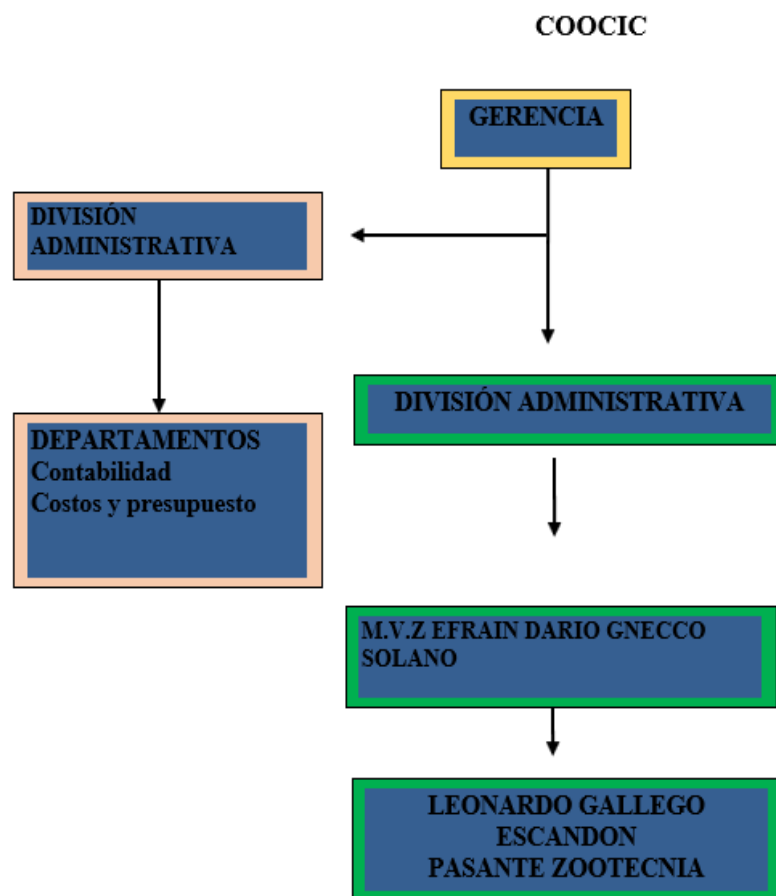 COOCIC
GERENCIA
DIVISIÓN
ADMINISTRATIVA
DIVISIÓN ADMINISTRATIVA
DEPARTAMENTOS
Contabilidad
Costos y presupuesto
M.V.Z EFRAIN DARIO GNECCO
SOLANO
LEONARDO GALLEGO
ESCANDON
PASANTE ZOOTECNIA